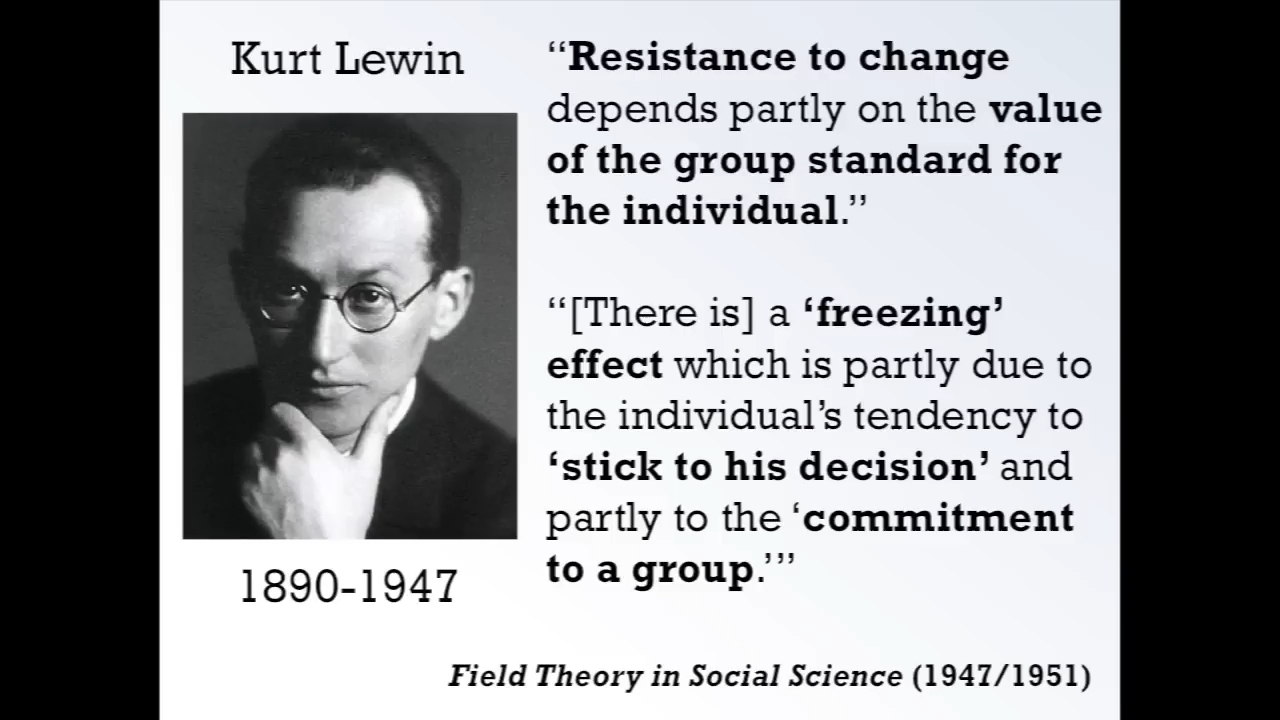 Kurt Lewin
“Resistance to change
depends partly on the value
of the group standard for
the individual.”
“[There is] a ‘freezing’
effect which is partly due to
the individual’s tendency to
‘stick to his decision’ and
partly to the ‘commitment
to a group.’”
1890-1947
Field Theory in Social Science (1947/1951)